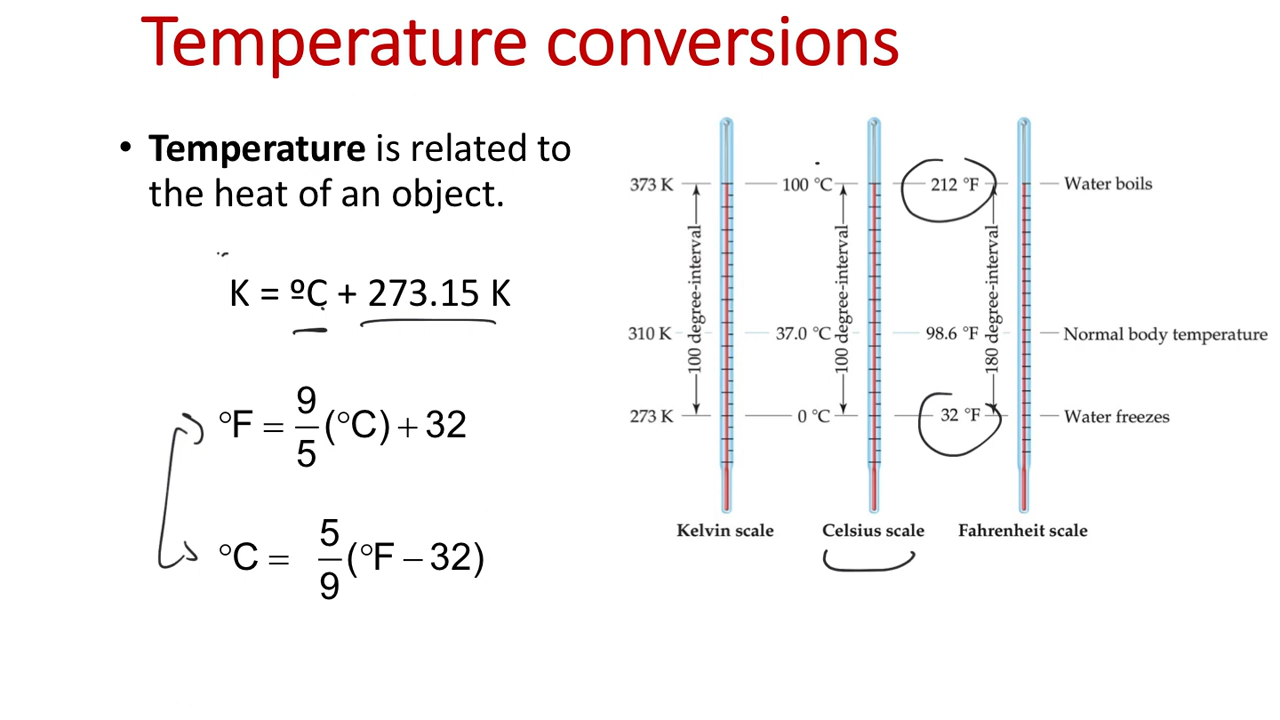 Temperature conversions
• Temperature is related to
the heat of an object.
K = ºC + 273.15 K
°F = 9/5 (°C) + 32
°C = 5/9 (°F − 32)
373 K
100 °C
212 °F
Water boils
100 degree-interval
100 degree-interval
180 degree-interval
310 K
37.0 °C
98.6 °F
Normal body temperature
273 K
0 °C
32 °F
Water freezes
Kelvin scale
Celsius scale
Fahrenheit scale